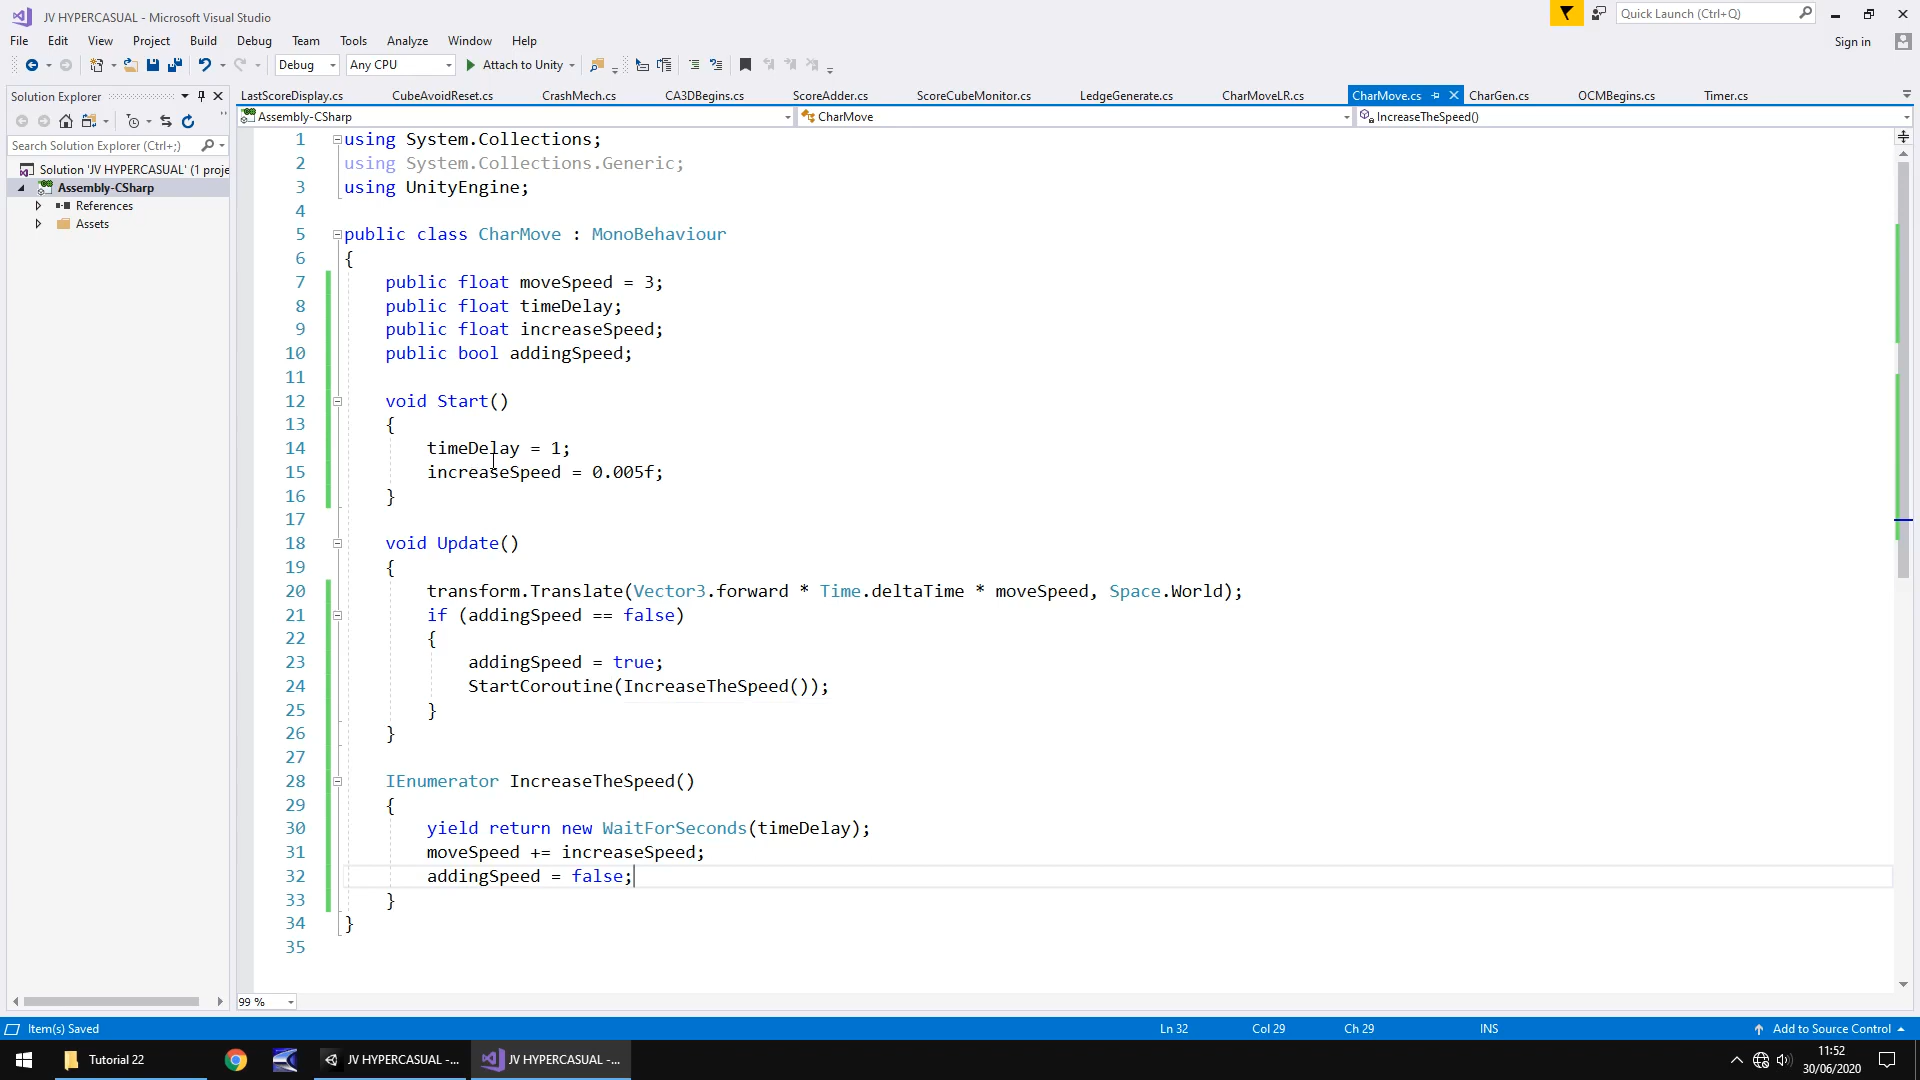 JV HYPERCASUAL - Microsoft Visual Studio
Quick Launch (Ctrl+Q)
File Edit View Project Build Debug Team Tools Analyze Window Help
Sign in
Debug Any CPU Attach to Unity
Solution Explorer
LastScoreDisplay.cs CubeAvoidReset.cs CrashMech.cs CA3DBegins.cs ScoreAdder.cs ScoreCubeMonitor.cs LedgeGenerate.cs CharMoveLR.cs CharMove.cs CharGen.cs OCMBegins.cs Timer.cs
Assembly-CSharp CharMove IncreaseTheSpeed()
Search Solution Explorer (Ctrl+;)
Solution 'JV HYPERCASUAL' (1 proje
Assembly-CSharp
References
Assets
1 using System.Collections;
2 using System.Collections.Generic;
3 using UnityEngine;
4
5 public class CharMove : MonoBehaviour
6 {
7 public float moveSpeed = 3;
8 public float timeDelay;
9 public float increaseSpeed;
10 public bool addingSpeed;
11
12 void Start()
13 {
14 timeDelay = 1;
15 increaseSpeed = 0.005f;
16 }
17
18 void Update()
19 {
20 transform.Translate(Vector3.forward * Time.deltaTime * moveSpeed, Space.World);
21 if (addingSpeed == false)
22 {
23 addingSpeed = true;
24 StartCoroutine(IncreaseTheSpeed());
25 }
26 }
27
28 IEnumerator IncreaseTheSpeed()
29 {
30 yield return new WaitForSeconds(timeDelay);
31 moveSpeed += increaseSpeed;
32 addingSpeed = false;
33 }
34 }
35
99 %
Item(s) Saved Ln 32 Col 29 Ch 29 INS Add to Source Control
Tutorial 22 JV HYPERCASUAL -... JV HYPERCASUAL -...
11:52
30/06/2020